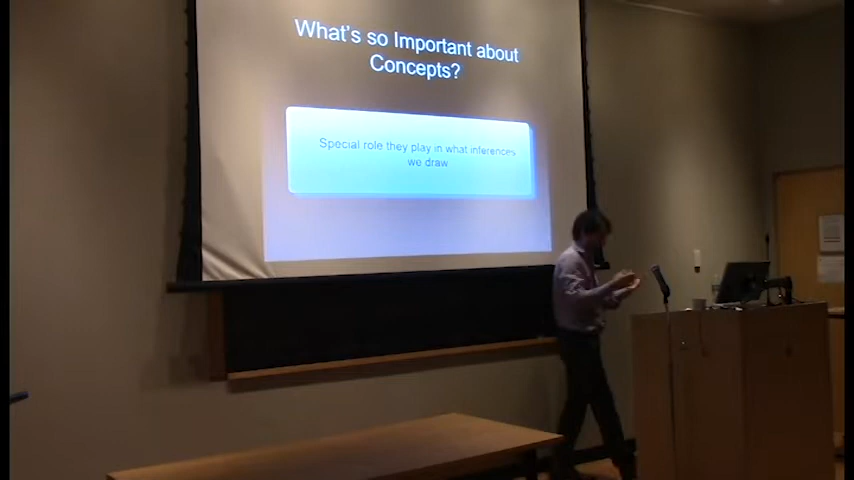 What's so Important about
Concepts?
Special role they play in what inferences
we draw